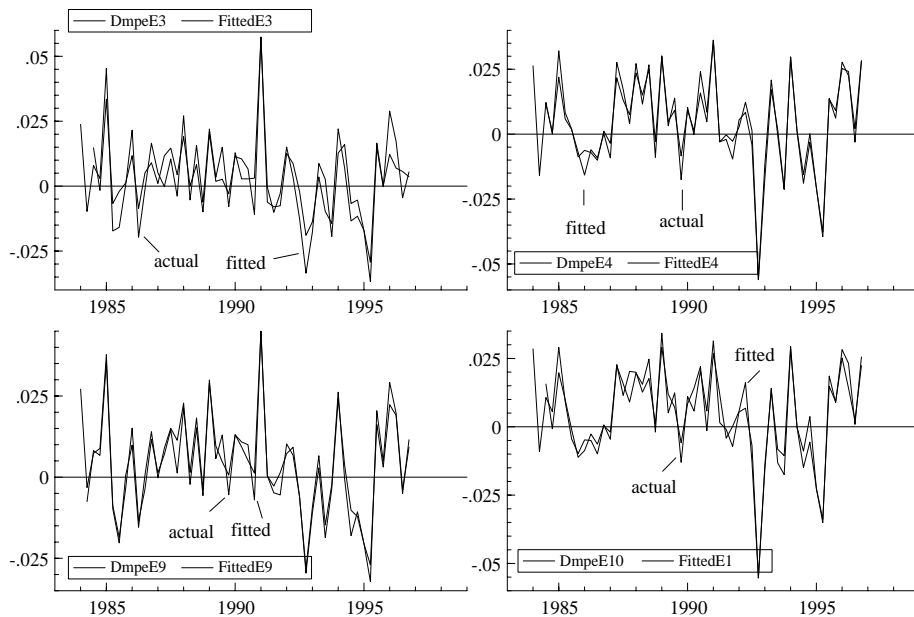 DmpeE3 FittedE3
.05
.025
0
-.025
actual
fitted
1985 1990 1995
.025
0
-.025
-.05
fitted
actual
DmpeE4 FittedE4
1985 1990 1995
.025
0
-.025
actual
fitted
DmpeE9 FittedE9
1985 1990 1995
.025
0
-.025
-.05
fitted
actual
DmpeE10 FittedE1
1985 1990 1995